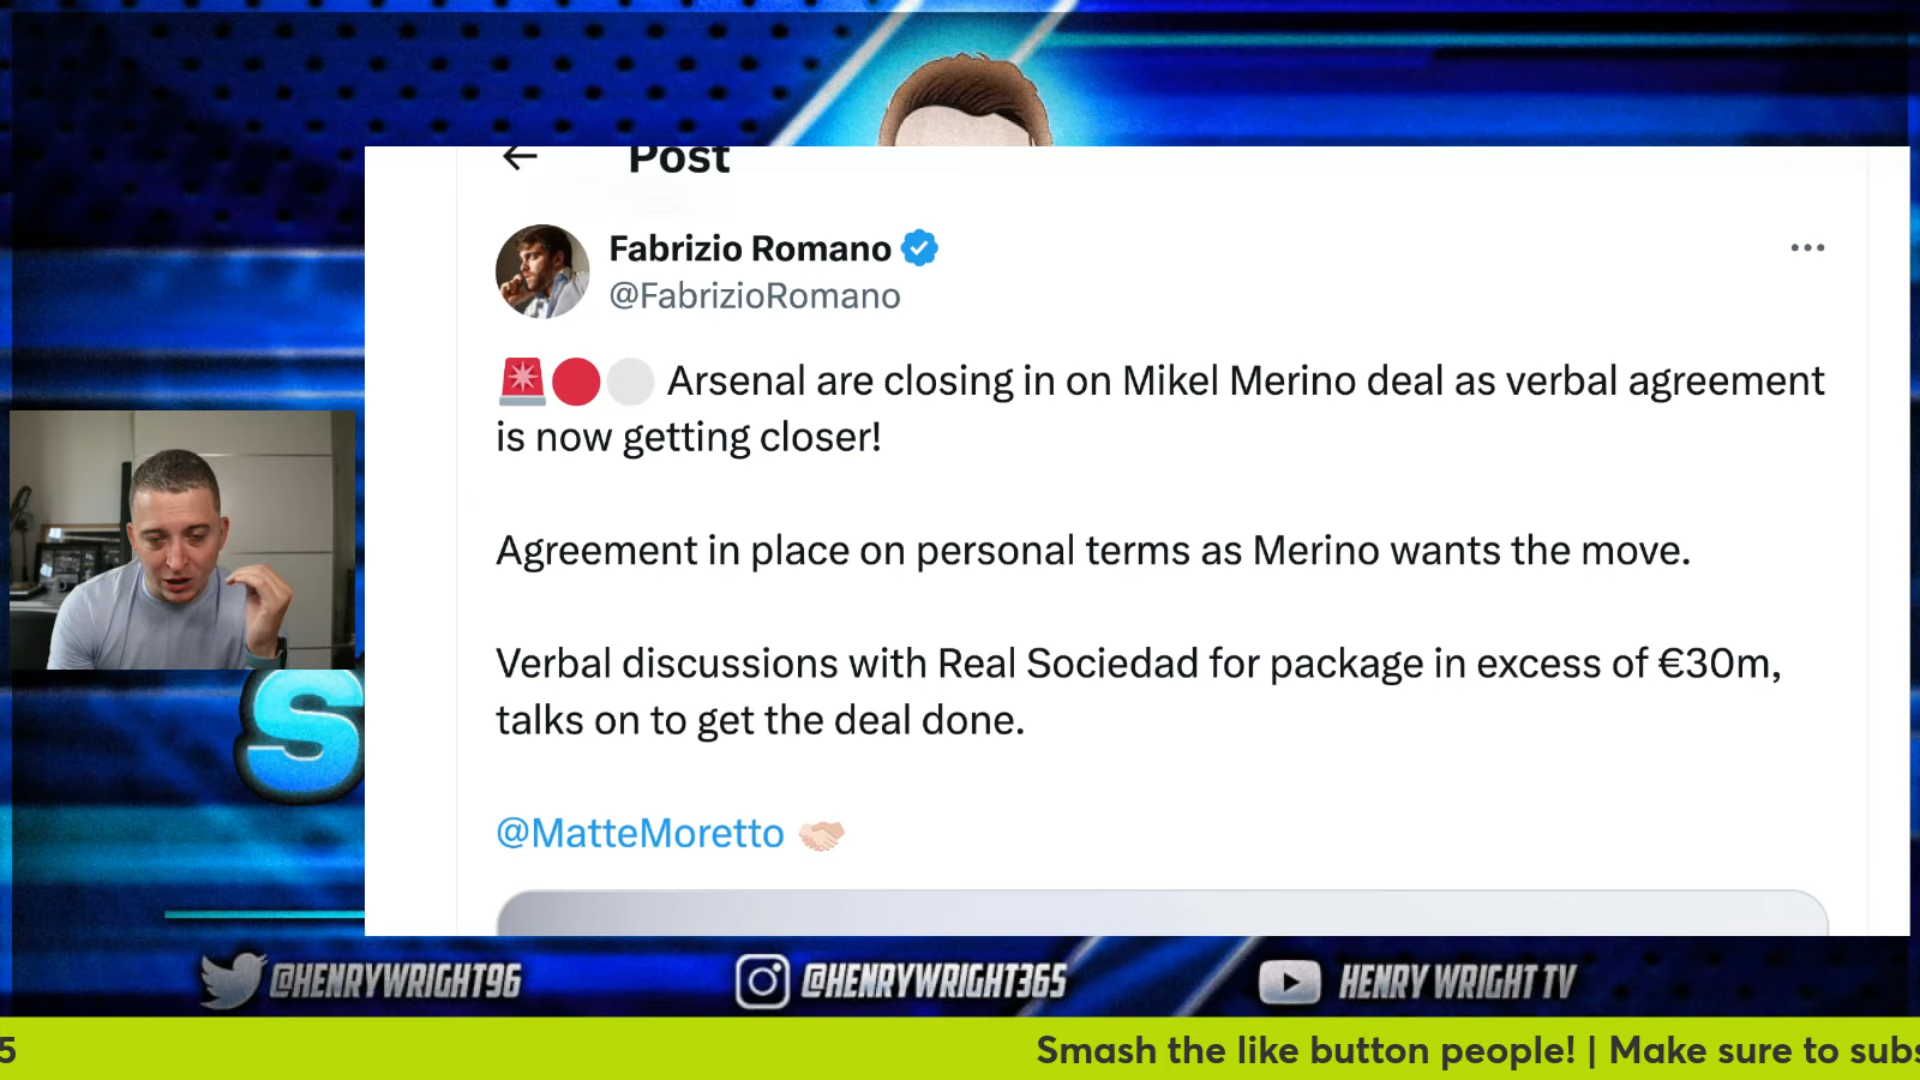 Post
Fabrizio Romano
@FabrizioRomano
Arsenal are closing in on Mikel Merino deal as verbal agreement
is now getting closer!
Agreement in place on personal terms as Merino wants the move.
Verbal discussions with Real Sociedad for package in excess of €30m,
talks on to get the deal done.
@MatteMoretto
S
@HENRYWRIGHT96 @HENRYWRIGHT365 HENRY WRIGHT TV
5 Smash the like button people! | Make sure to subs